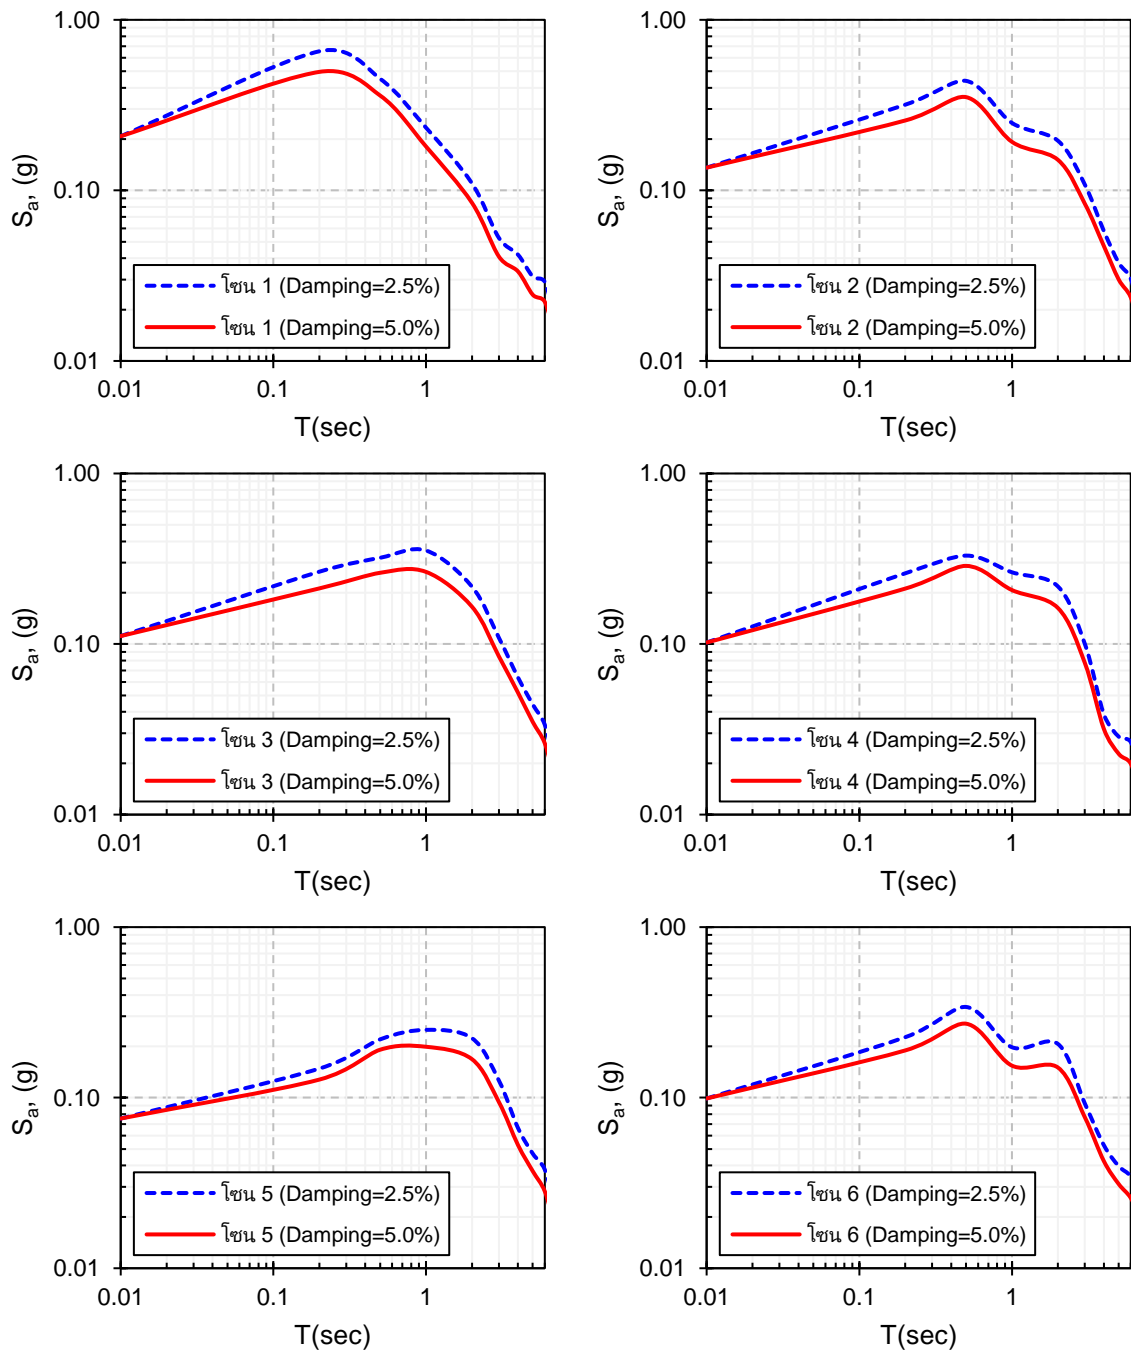 1.00
0.10
0.01
0.01
0.1
1
Sa, (g)
T(sec)
โซน 1 (Damping=2.5%)
โซน 1 (Damping=5.0%)
1.00
0.10
0.01
0.01
0.1
1
Sa, (g)
T(sec)
โซน 2 (Damping=2.5%)
โซน 2 (Damping=5.0%)
1.00
0.10
0.01
0.01
0.1
1
Sa, (g)
T(sec)
โซน 3 (Damping=2.5%)
โซน 3 (Damping=5.0%)
1.00
0.10
0.01
0.01
0.1
1
Sa, (g)
T(sec)
โซน 4 (Damping=2.5%)
โซน 4 (Damping=5.0%)
1.00
0.10
0.01
0.01
0.1
1
Sa, (g)
T(sec)
โซน 5 (Damping=2.5%)
โซน 5 (Damping=5.0%)
1.00
0.10
0.01
0.01
0.1
1
Sa, (g)
T(sec)
โซน 6 (Damping=2.5%)
โซน 6 (Damping=5.0%)